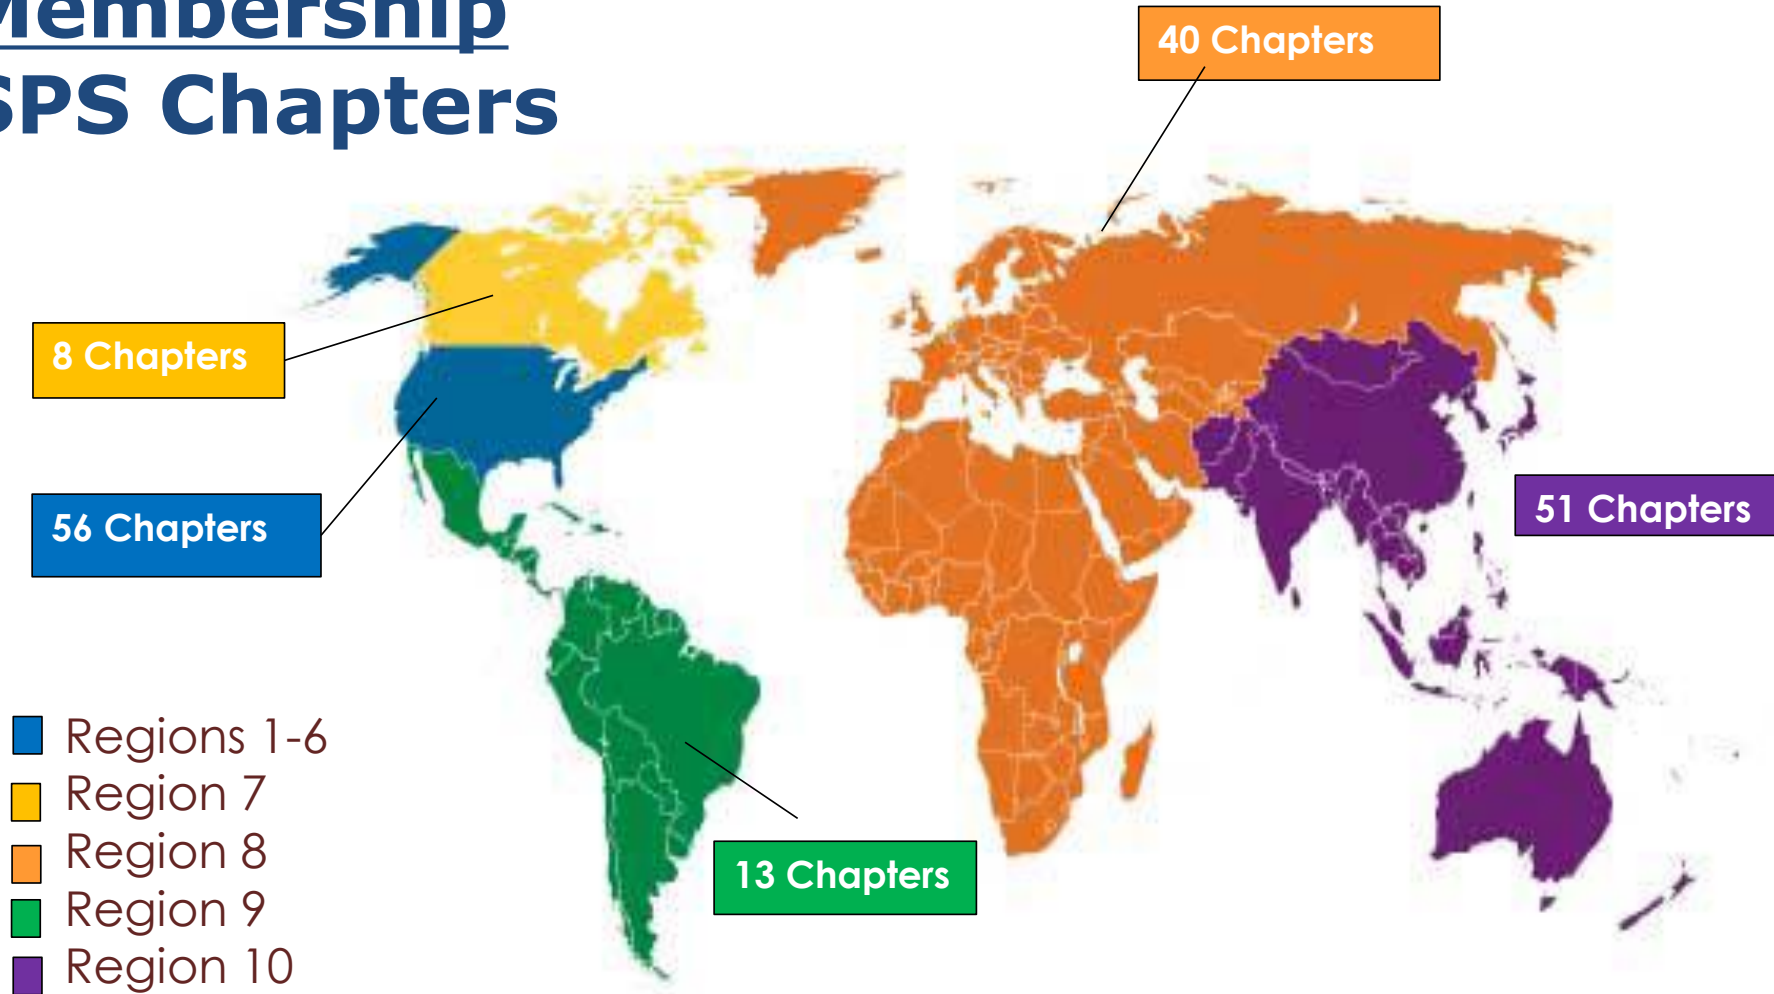 Membership
SPS Chapters
40 Chapters
8 Chapters
56 Chapters
51 Chapters
13 Chapters
Regions 1-6
Region 7
Region 8
Region 9
Region 10